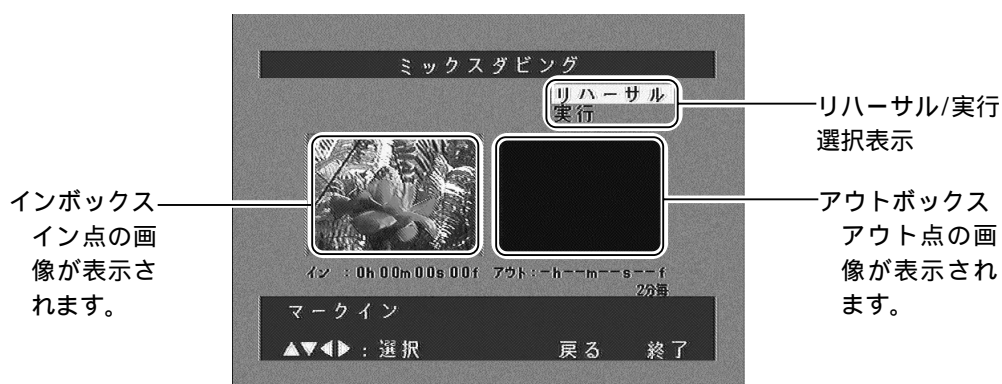 ミックスダビング
リハーサル
実行
リハーサル/実行
選択表示
インボックス
イン点の画
像が表示さ
れます。
アウトボックス
アウト点の画
像が表示され
ます。
イン :0h00m00s00f アウト:-h--m--s--f
2分毎
マークイン
▲▼◀▶:選択 戻る 終了